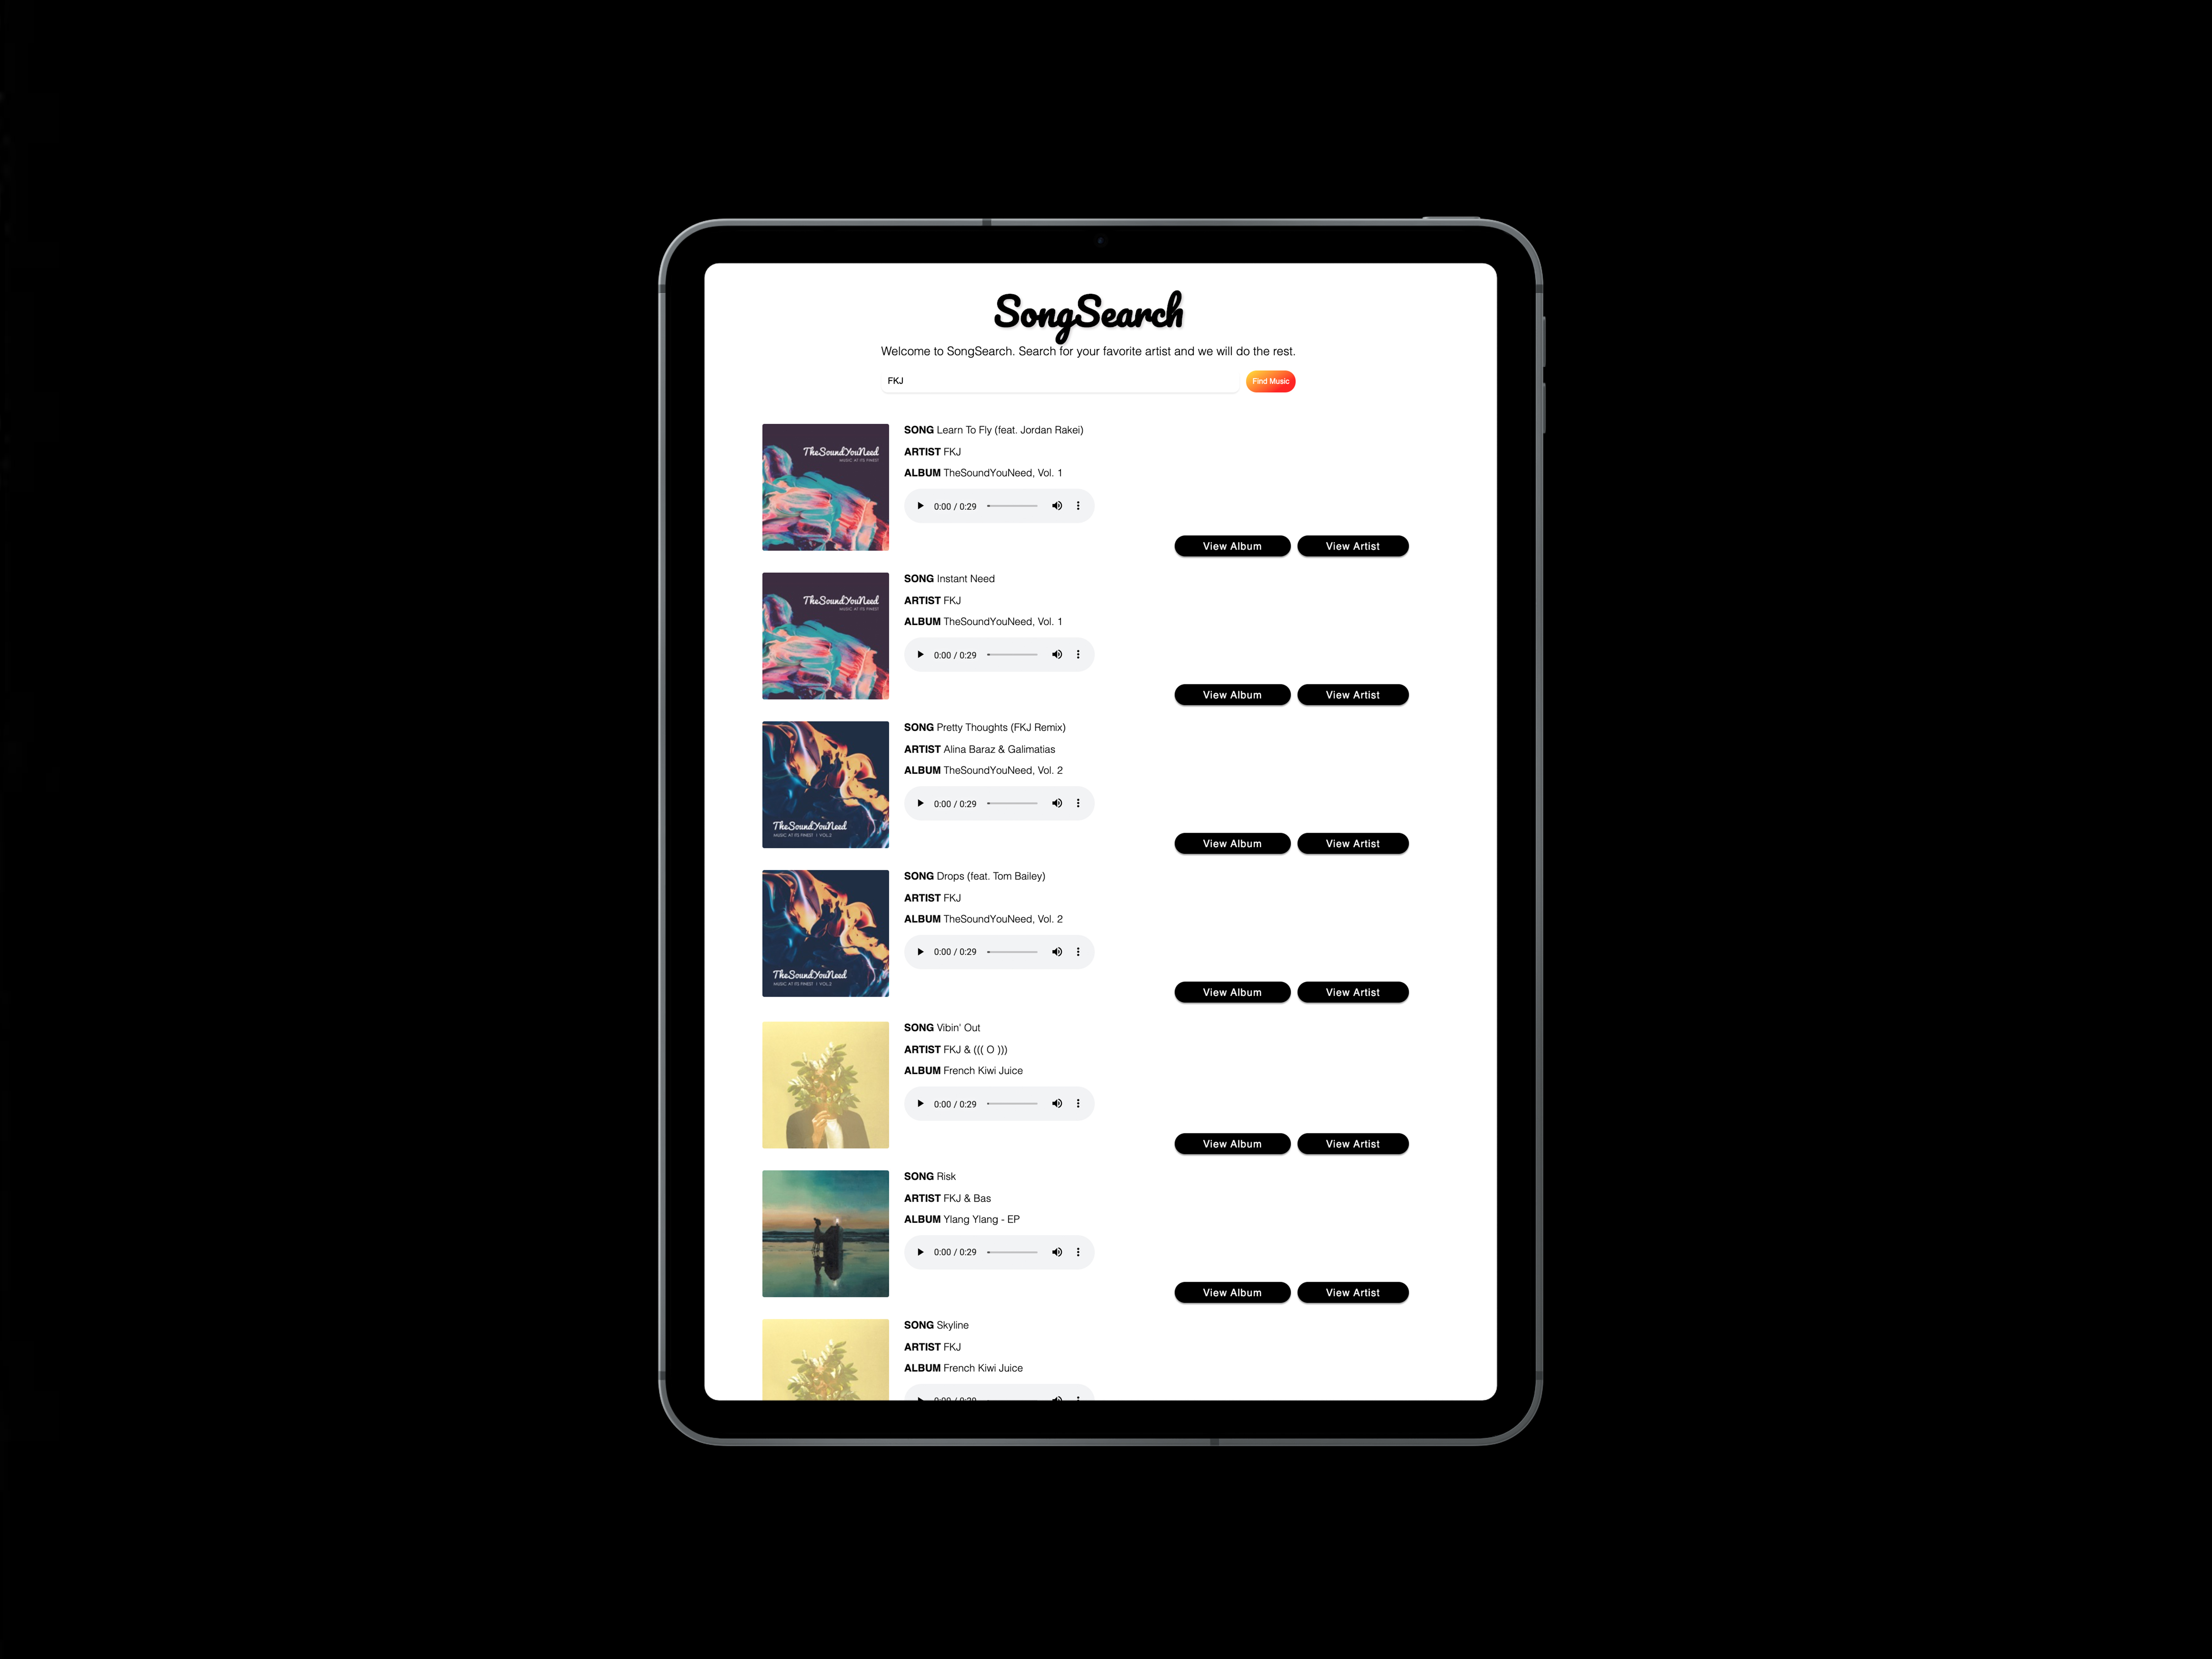 SongSearch
Welcome to SongSearch. Search for your favorite artist and we will do the rest.
FKJ
Find Music
TheSoundYouNeed
MUSIC AT ITS FINEST
SONG Learn To Fly (feat. Jordan Rakei)
ARTIST FKJ
ALBUM TheSoundYouNeed, Vol. 1
0:00 / 0:29
View Album View Artist
TheSoundYouNeed
MUSIC AT ITS FINEST
SONG Instant Need
ARTIST FKJ
ALBUM TheSoundYouNeed, Vol. 1
0:00 / 0:29
View Album View Artist
SONG Pretty Thoughts (FKJ Remix)
ARTIST Alina Baraz & Galimatias
ALBUM TheSoundYouNeed, Vol. 2
0:00 / 0:29
TheSoundYouNeed
MUSIC AT ITS FINEST | VOL.2
View Album View Artist
SONG Drops (feat. Tom Bailey)
ARTIST FKJ
ALBUM TheSoundYouNeed, Vol. 2
0:00 / 0:29
TheSoundYouNeed
MUSIC AT ITS FINEST | VOL.2
View Album View Artist
SONG Vibin' Out
ARTIST FKJ & ((( O )))
ALBUM French Kiwi Juice
0:00 / 0:29
View Album View Artist
SONG Risk
ARTIST FKJ & Bas
ALBUM Ylang Ylang - EP
0:00 / 0:29
View Album View Artist
SONG Skyline
ARTIST FKJ
ALBUM French Kiwi Juice